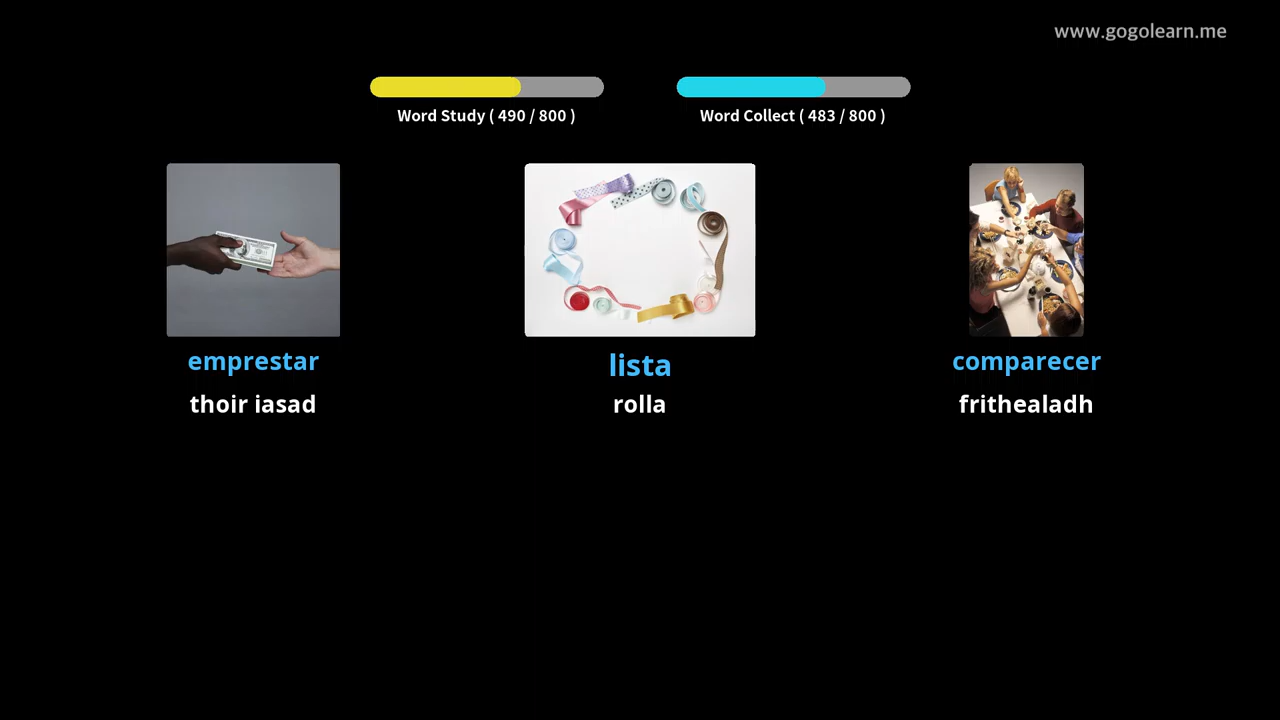 www.gogolearn.me
Word Study ( 490 / 800 )
Word Collect ( 483 / 800 )
emprestar
thoir iasad
lista
rolla
comparecer
frithealadh